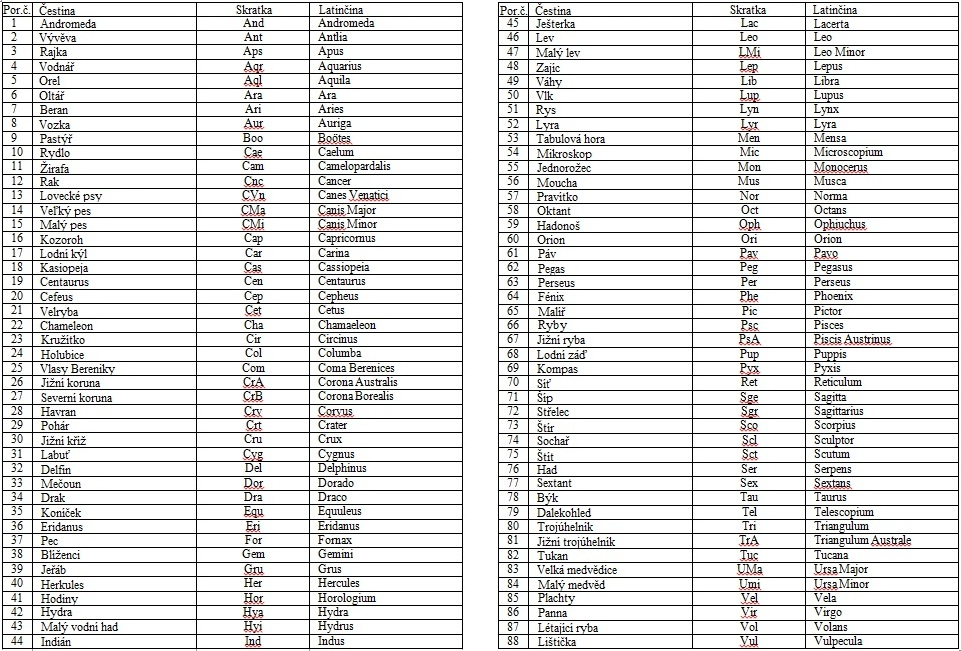 Por.č. Čestina Skratka Latinčina
1 Andromeda And Andromeda
2 Vývěva Ant Antlia
3 Rajka Aps Apus
4 Vodnář Aqr Aquarius
5 Orel Aql Aquila
6 Oltář Ara Ara
7 Beran Ari Aries
8 Vozka Aur Auriga
9 Pastýř Boo Boötes
10 Rydlo Cae Caelum
11 Žirafa Cam Camelopardalis
12 Rak Cnc Cancer
13 Lovecké psy CVn Canes Venatici
14 Veľký pes CMa Canis Major
15 Malý pes CMi Canis Minor
16 Kozoroh Cap Capricornus
17 Lodní kýl Car Carina
18 Kasiopeja Cas Cassiopeia
19 Centaurus Cen Centaurus
20 Cefeus Cep Cepheus
21 Velryba Cet Cetus
22 Chameleon Cha Chamaeleon
23 Kružítko Cir Circinus
24 Holubice Col Columba
25 Vlasy Bereniky Com Coma Berenices
26 Jižní koruna CrA Corona Australis
27 Severní koruna CrB Corona Borealis
28 Havran Crv Corvus
29 Pohár Crt Crater
30 Jižní kříž Cru Crux
31 Labuť Cyg Cygnus
32 Delfín Del Delphinus
33 Mečoun Dor Dorado
34 Drak Dra Draco
35 Koníček Equ Equuleus
36 Eridanus Eri Eridanus
37 Pec For Fornax
38 Blíženci Gem Gemini
39 Jeřáb Gru Grus
40 Herkules Her Hercules
41 Hodiny Hor Horologium
42 Hydra Hya Hydra
43 Malý vodní had Hyi Hydrus
44 Indián Ind Indus
Por.č. Čestina Skratka Latinčina
45 Ješterka Lac Lacerta
46 Lev Leo Leo
47 Malý lev LMi Leo Minor
48 Zajíc Lep Lepus
49 Váhy Lib Libra
50 Vlk Lup Lupus
51 Rys Lyn Lynx
52 Lyra Lyr Lyra
53 Tabulová hora Men Mensa
54 Mikroskop Mic Microscopium
55 Jednorožec Mon Monocerus
56 Moucha Mus Musca
57 Pravítko Nor Norma
58 Oktant Oct Octans
59 Hadonoš Oph Ophiuchus
60 Orion Ori Orion
61 Páv Pav Pavo
62 Pegas Peg Pegasus
63 Perseus Per Perseus
64 Fénix Phe Phoenix
65 Malíř Pic Pictor
66 Ryby Psc Pisces
67 Jižní ryba PsA Piscis Austrinus
68 Lodní záď Pup Puppis
69 Kompas Pyx Pyxis
70 Síť Ret Reticulum
71 Šíp Sge Sagitta
72 Střelec Sgr Sagittarius
73 Štír Sco Scorpius
74 Sochař Scl Sculptor
75 Štít Sct Scutum
76 Had Ser Serpens
77 Sextant Sex Sextans
78 Býk Tau Taurus
79 Dalekohled Tel Telescopium
80 Trojúhelník Tri Triangulum
81 Jižní trojúhelník TrA Triangulum Australe
82 Tukan Tuc Tucana
83 Velká medvědice UMa Ursa Major
84 Malý medvěd Umi Ursa Minor
85 Plachty Vel Vela
86 Panna Vir Virgo
87 Létající ryba Vol Volans
88 Lištička Vul Vulpecula